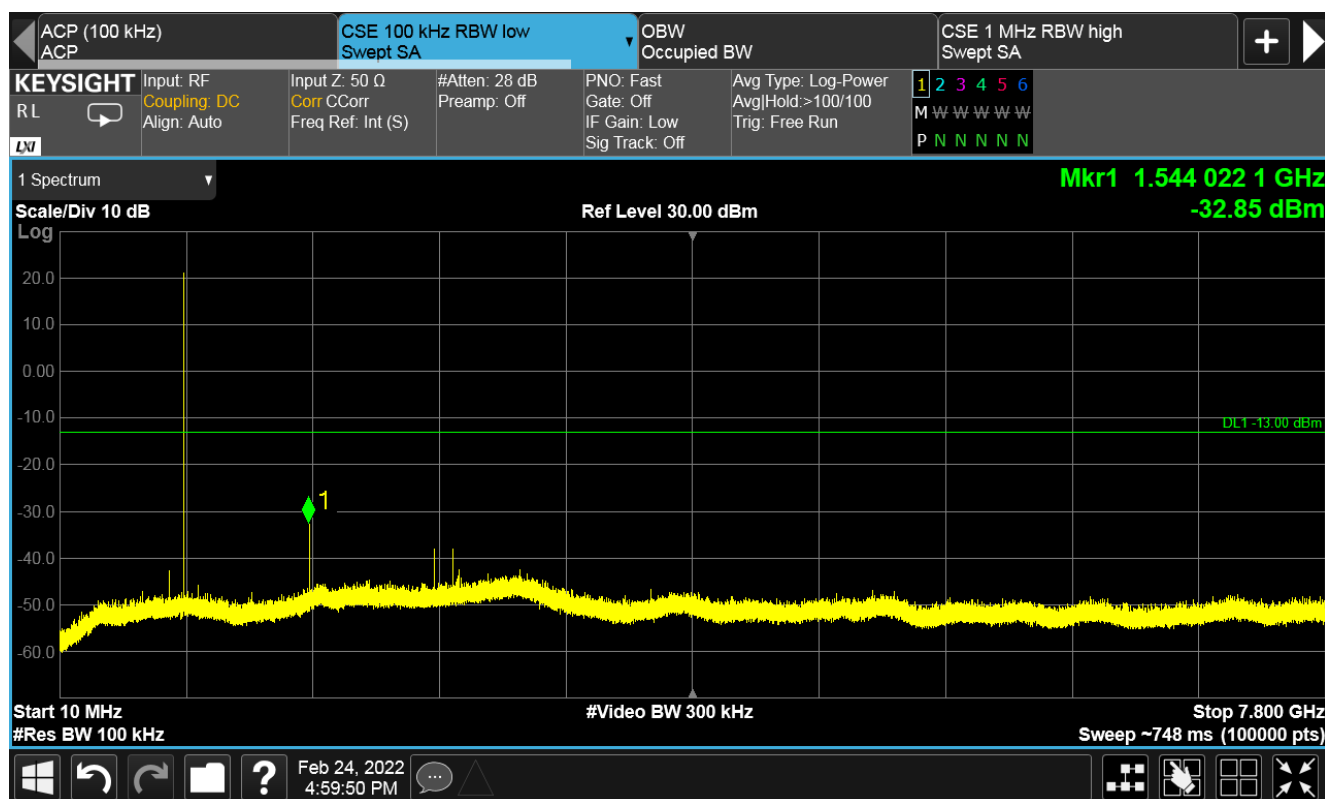 ACP (100 kHz)
ACP
CSE 100 kHz RBW low
Swept SA
OBW
Occupied BW
CSE 1 MHz RBW high
Swept SA
+
KEYSIGHT
RL
LXI
Input: RF
Coupling: DC
Align: Auto
Input Z: 50 Ω
Corr CCorr
Freq Ref: Int (S)
#Atten: 28 dB
Preamp: Off
PNO: Fast
Gate: Off
IF Gain: Low
Sig Track: Off
Avg Type: Log-Power
Avg|Hold:>100/100
Trig: Free Run
1 2 3 4 5 6
M W W W W W
P N N N N N
1 Spectrum
Mkr1 1.544 022 1 GHz
-32.85 dBm
Scale/Div 10 dB
Ref Level 30.00 dBm
Log
20.0
10.0
0.00
-10.0
DL1 -13.00 dBm
-20.0
1
-30.0
-40.0
-50.0
-60.0
Start 10 MHz
#Video BW 300 kHz
Stop 7.800 GHz
#Res BW 100 kHz
Sweep ~748 ms (100000 pts)
?
Feb 24, 2022
4:59:50 PM